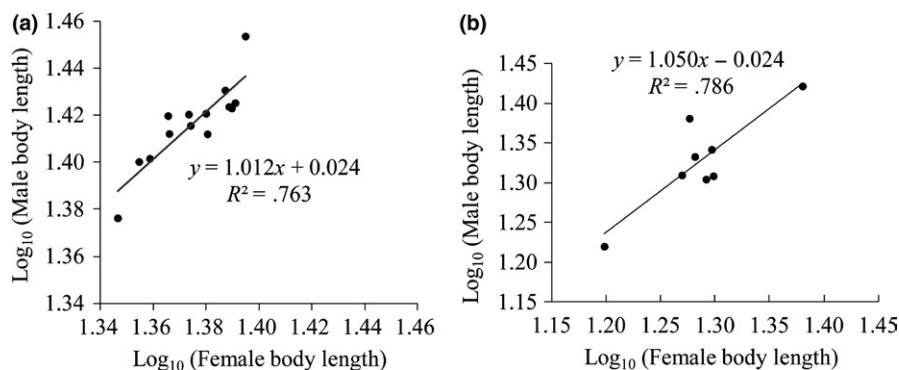 (a)
1.46
1.44
1.42
1.40
1.38
1.36
1.34
Log₁₀ (Male body length)
y = 1.012x + 0.024
R² = .763
1.34 1.36 1.38 1.40 1.42 1.44 1.46
Log₁₀ (Female body length)
(b)
1.45
1.40
1.35
1.30
1.25
1.20
1.15
Log₁₀ (Male body length)
y = 1.050x – 0.024
R² = .786
1.15 1.20 1.25 1.30 1.35 1.40 1.45
Log₁₀ (Female body length)